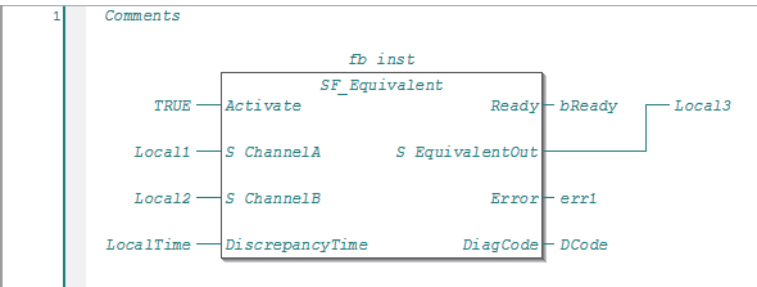 1 Comments
fb inst
SF_Equivalent
TRUE Activate Ready bReady Local3
Local1 S ChannelA S EquivalentOut
Local2 S ChannelB Error err1
LocalTime DiscrepancyTime DiagCode DCode